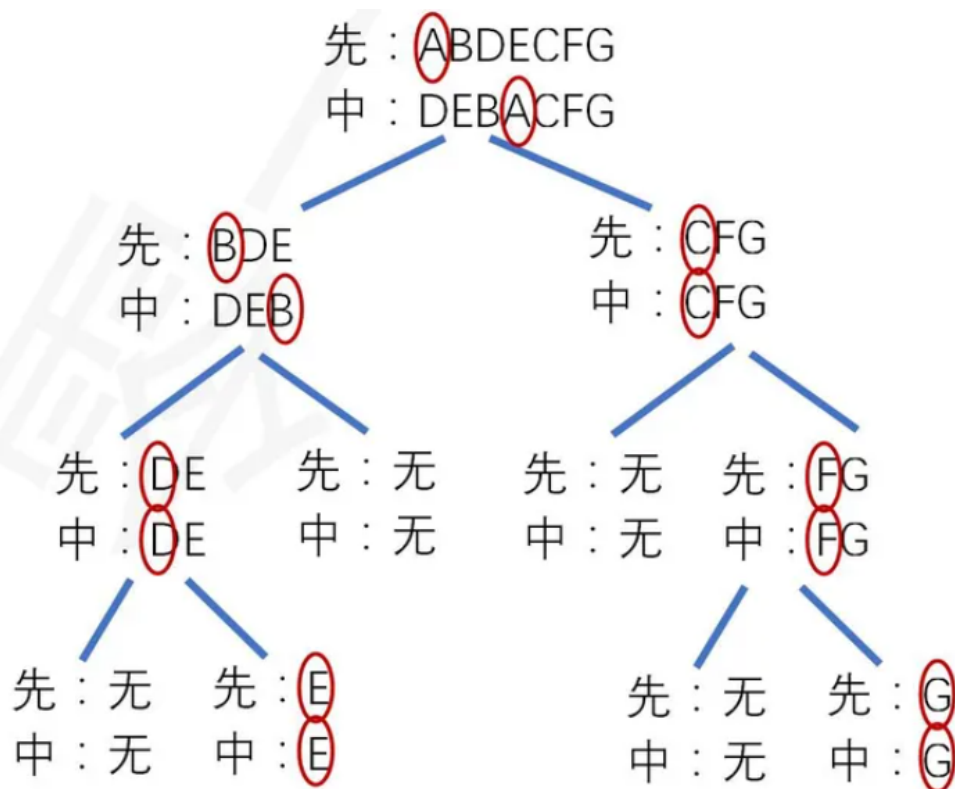 先：ABDECFG
中：DEBACFG
先：BDE
中：DEB
先：CFG
中：CFG
先：DE
中：DE
先：无
中：无
先：无
中：无
先：FG
中：FG
先：无
中：无
先：E
中：E
先：无
中：无
先：G
中：G